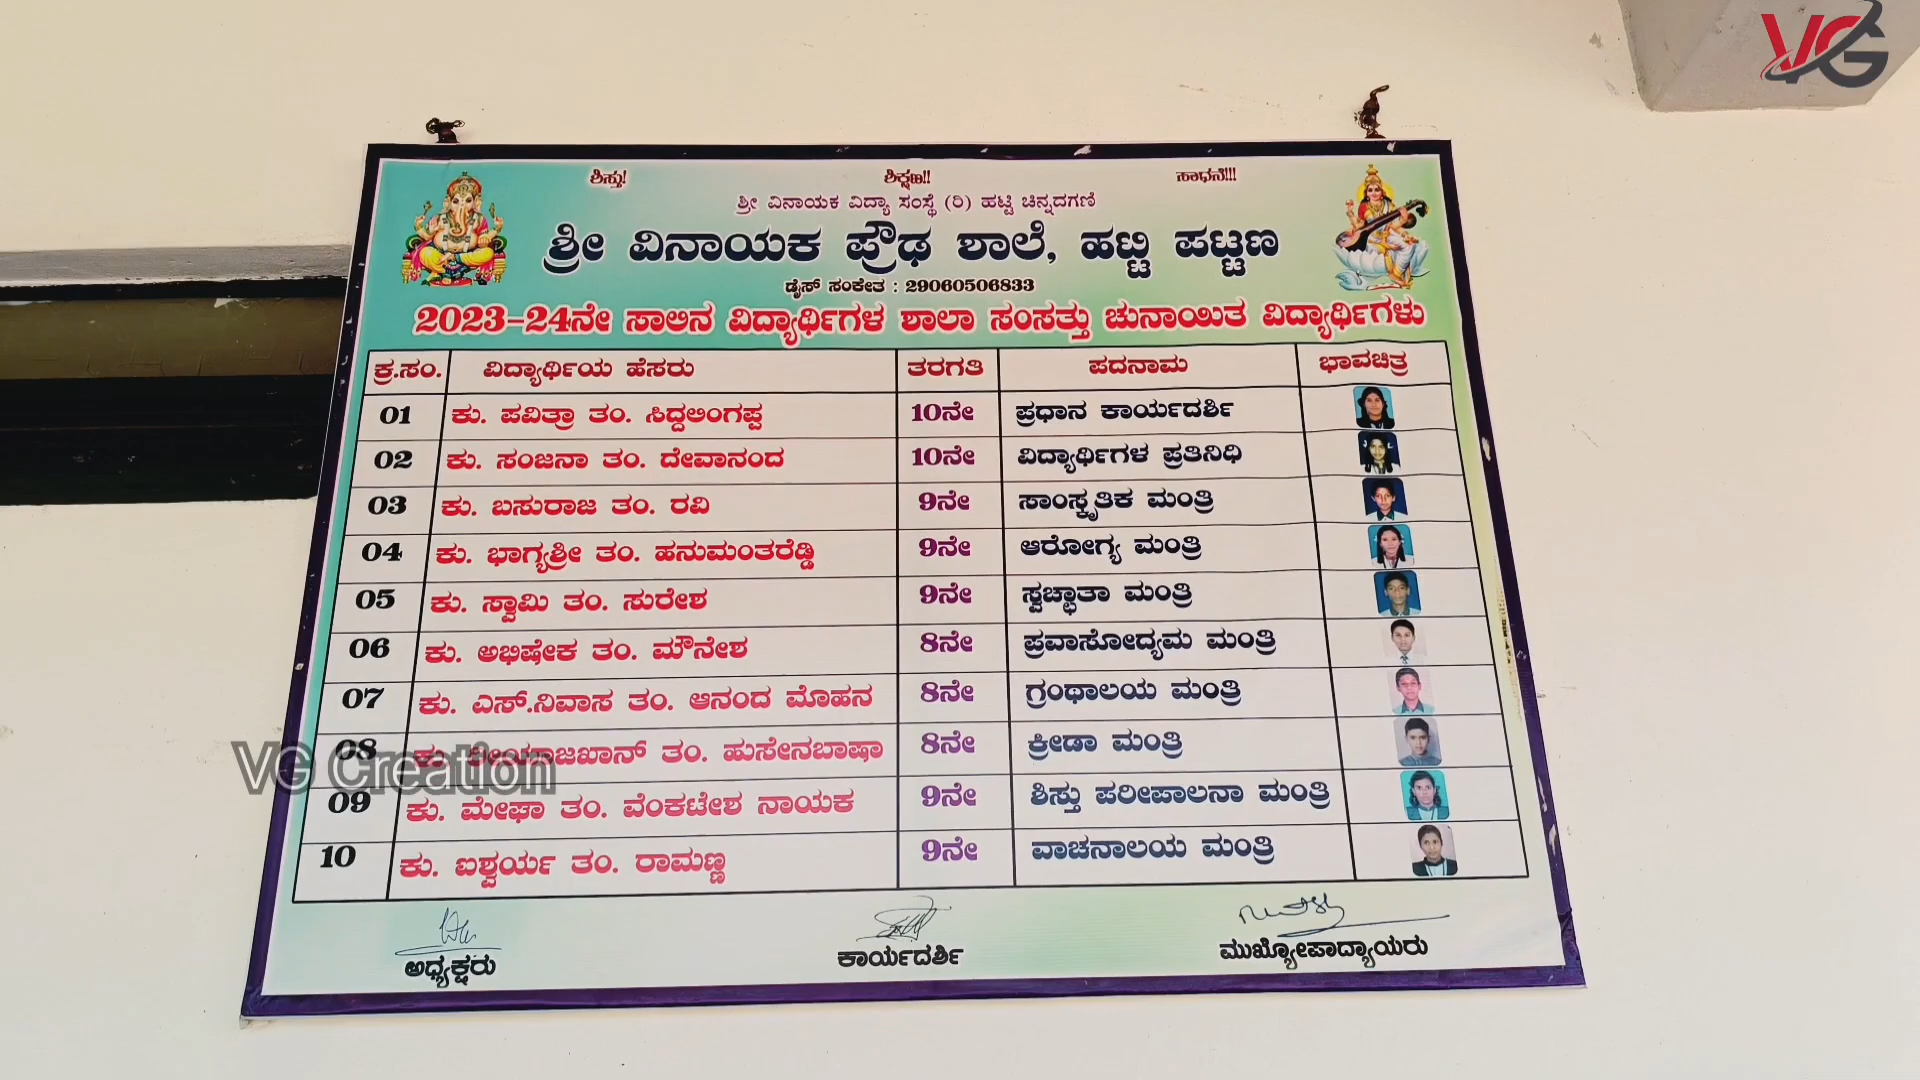 VG
ಶಿಸ್ತು! ಶಿಕ್ಷಣ!! ಸಾಧನೆ!!!
ಶ್ರೀ ವಿನಾಯಕ ವಿದ್ಯಾ ಸಂಸ್ಥೆ (ರಿ) ಹಟ್ಟಿ ಚಿನ್ನದಗಣಿ
ಶ್ರೀ ವಿನಾಯಕ ಪ್ರೌಢ ಶಾಲೆ, ಹಟ್ಟಿ ಪಟ್ಟಣ
ಡೈಸ್ ಸಂಕೇತ : 29060506833
2023-24ನೇ ಸಾಲಿನ ವಿದ್ಯಾರ್ಥಿಗಳ ಶಾಲಾ ಸಂಸತ್ತು ಚುನಾಯಿತ ವಿದ್ಯಾರ್ಥಿಗಳು
ಕ್ರ.ಸಂ. ವಿದ್ಯಾರ್ಥಿಯ ಹೆಸರು ತರಗತಿ ಪದನಾಮ ಭಾವಚಿತ್ರ
01 ಕು. ಪವಿತ್ರಾ ತಂ. ಸಿದ್ದಲಿಂಗಪ್ಪ 10ನೇ ಪ್ರಧಾನ ಕಾರ್ಯದರ್ಶಿ
02 ಕು. ಸಂಜನಾ ತಂ. ದೇವಾನಂದ 10ನೇ ವಿದ್ಯಾರ್ಥಿಗಳ ಪ್ರತಿನಿಧಿ
03 ಕು. ಬಸುರಾಜ ತಂ. ರವಿ 9ನೇ ಸಾಂಸ್ಕೃತಿಕ ಮಂತ್ರಿ
04 ಕು. ಭಾಗ್ಯಶ್ರೀ ತಂ. ಹನುಮಂತರೆಡ್ಡಿ 9ನೇ ಆರೋಗ್ಯ ಮಂತ್ರಿ
05 ಕು. ಸ್ವಾಮಿ ತಂ. ಸುರೇಶ 9ನೇ ಸ್ವಚ್ಛಾತಾ ಮಂತ್ರಿ
06 ಕು. ಅಭಿಷೇಕ ತಂ. ಮೌನೇಶ 8ನೇ ಪ್ರವಾಸೋದ್ಯಮ ಮಂತ್ರಿ
07 ಕು. ಎಸ್.ನಿವಾಸ ತಂ. ಆನಂದ ಮೊಹನ 8ನೇ ಗ್ರಂಥಾಲಯ ಮಂತ್ರಿ
08 ಕು. ತಂ. ಹುಸೇನಬಾಷಾ 8ನೇ ಕ್ರೀಡಾ ಮಂತ್ರಿ
VG Creation
09 ಕು. ಮೇಘಾ ತಂ. ವೆಂಕಟೇಶ ನಾಯಕ 9ನೇ ಶಿಸ್ತು ಪರೀಪಾಲನಾ ಮಂತ್ರಿ
10 ಕು. ಐಶ್ವರ್ಯ ತಂ. ರಾಮಣ್ಣ 9ನೇ ವಾಚನಾಲಯ ಮಂತ್ರಿ
ಅಧ್ಯಕ್ಷರು ಕಾರ್ಯದರ್ಶಿ ಮುಖ್ಯೋಪಾದ್ಯಾಯರು